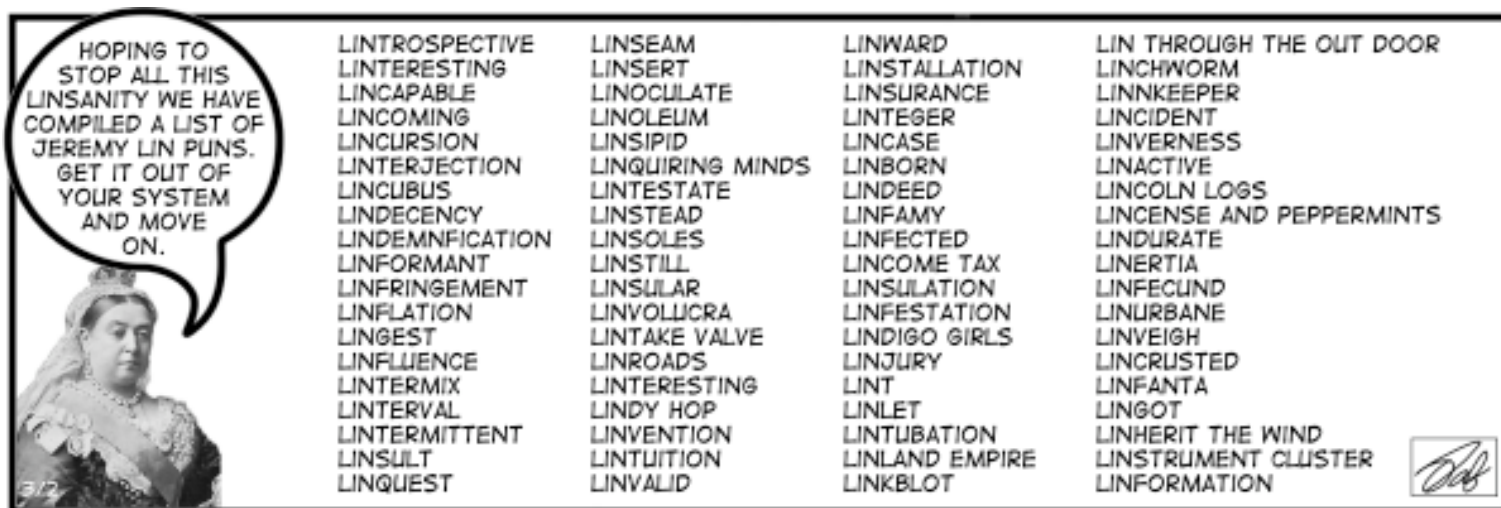 HOPING TO
STOP ALL THIS
LINSANITY WE HAVE
COMPILED A LIST OF
JEREMY LIN PUNS.
GET IT OUT OF
YOUR SYSTEM
AND MOVE
ON.
LINTROSPECTIVE
LINTERESTING
LINCAPABLE
LINCOMING
LINCURSION
LINTERJECTION
LINCUBUS
LINDECENCY
LINDEMNFICATION
LINFORMANT
LINFRINGEMENT
LINFLATION
LINGEST
LINFLUENCE
LINTERMIX
LINTERVAL
LINTERMITTENT
LINSULT
LINQUEST
LINSEAM
LINSERT
LINOCULATE
LINOLEUM
LINSIPID
LINQUIRING MINDS
LINTESTATE
LINSTEAD
LINSOLES
LINSTILL
LINSULAR
LINVOLUCRA
LINTAKE VALVE
LINROADS
LINTERESTING
LINDY HOP
LINVENTION
LINTUITION
LINVALID
LINWARD
LINSTALLATION
LINSURANCE
LINTEGER
LINCASE
LINBORN
LINDEED
LINFAMY
LINFECTED
LINCOME TAX
LINSULATION
LINFESTATION
LINDIGO GIRLS
LINJURY
LINT
LINLET
LINTUBATION
LINLAND EMPIRE
LINKBLOT
LIN THROUGH THE OUT DOOR
LINCHWORM
LINNKEEPER
LINCIDENT
LINVERNESS
LINACTIVE
LINCOLN LOGS
LINCENSE AND PEPPERMINTS
LINDURATE
LINERTIA
LINFECUND
LINURBANE
LINVEIGH
LINCRUSTED
LINFANTA
LINGOT
LINHERIT THE WIND
LINSTRUMENT CLUSTER
LINFORMATION
3/2